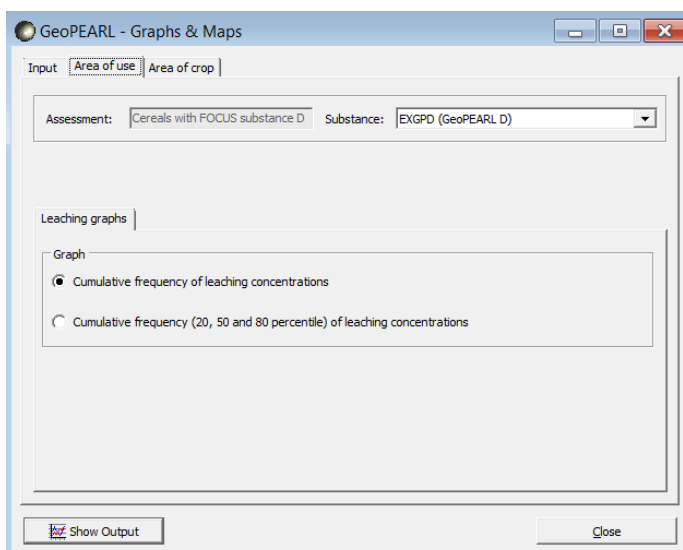 GeoPEARL - Graphs & Maps
Input Area of use Area of crop
Assessment: Cereals with FOCUS substance D Substance: EXGPD (GeoPEARL D)
Leaching graphs
Graph
Cumulative frequency of leaching concentrations
Cumulative frequency (20, 50 and 80 percentile) of leaching concentrations
Show Output Close